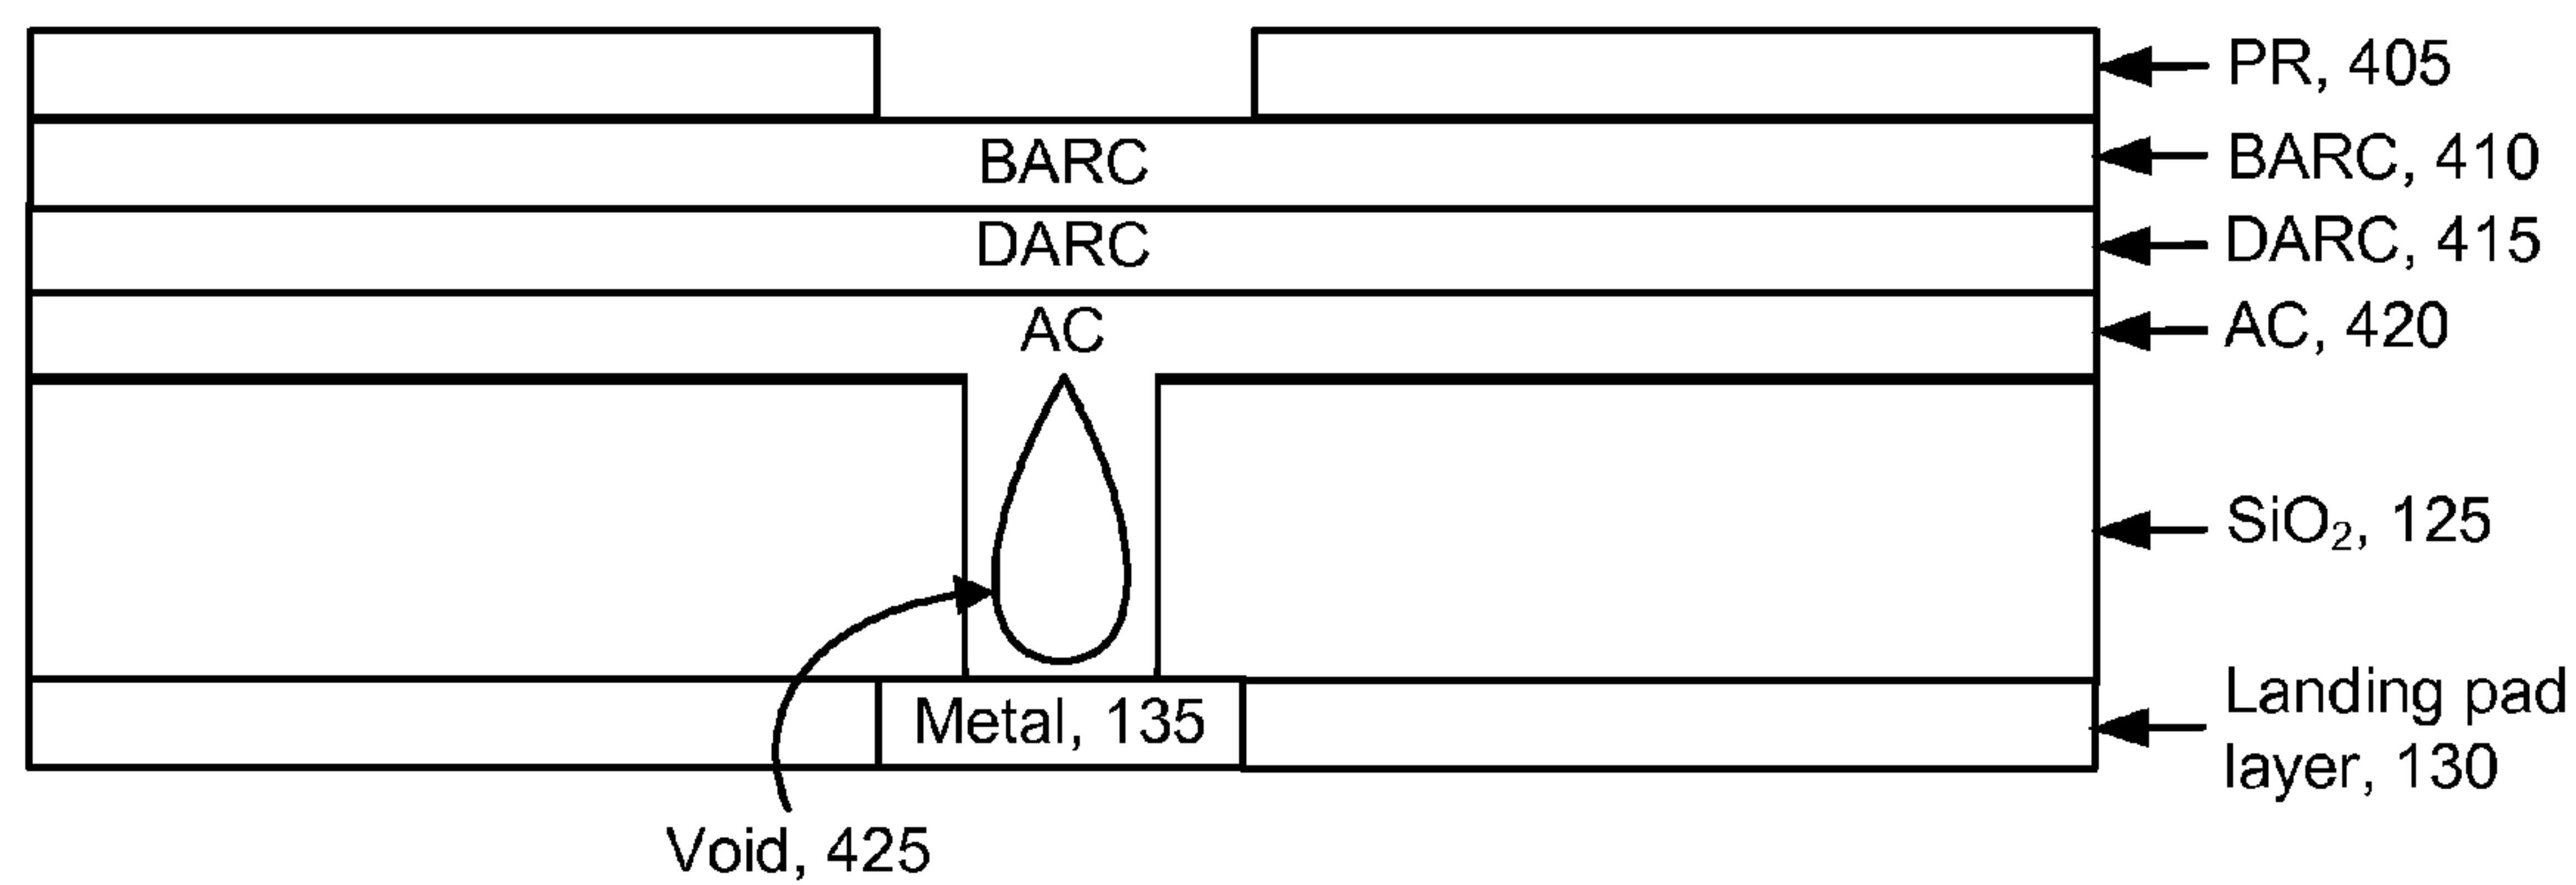 PR, 405
BARC
BARC, 410
DARC
DARC, 415
AC
AC, 420
SiO₂, 125
Metal, 135
Landing pad
layer, 130
Void, 425